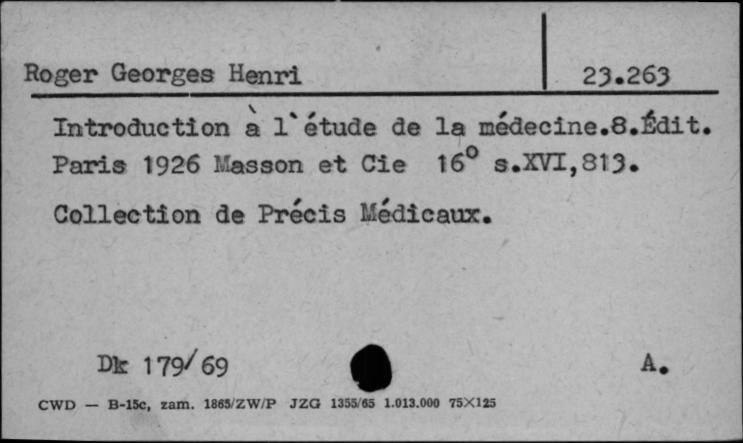 Roger Georges Henri 23.263
Introduction à l`étude de la médecine.8.Édit.
Paris 1926 Masson et Cie 16° s.XVI,813.
Collection de Précis Médicaux.
Dk 179/69 A.
CWD — B-15c, zam. 1865/ZW/P JZG 1355/65 1.013.000 75×125